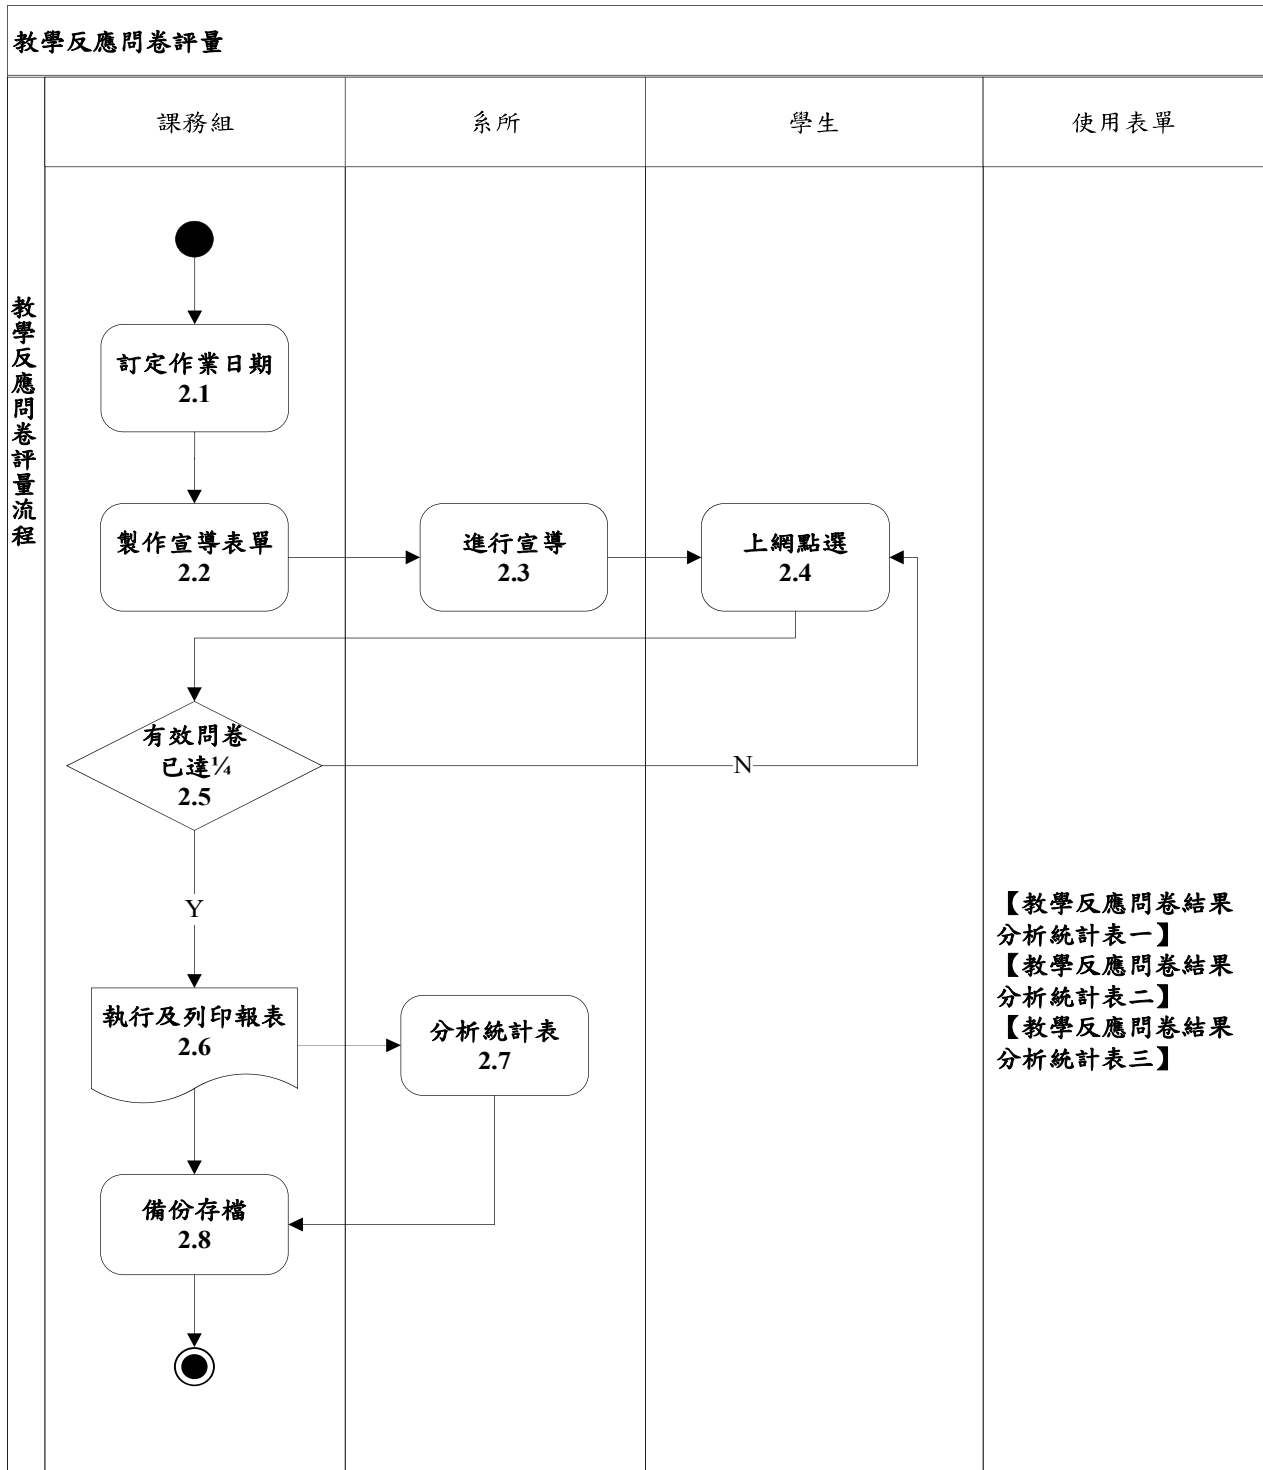 教學反應問卷評量
課務組
系所
學生
使用表單
教學反應問卷評量流程
訂定作業日期
2.1
製作宣導表單
2.2
進行宣導
2.3
上網點選
2.4
有效問卷
已達¼
2.5
N
Y
執行及列印報表
2.6
分析統計表
2.7
【教學反應問卷結果
分析統計表一】
【教學反應問卷結果
分析統計表二】
【教學反應問卷結果
分析統計表三】
備份存檔
2.8